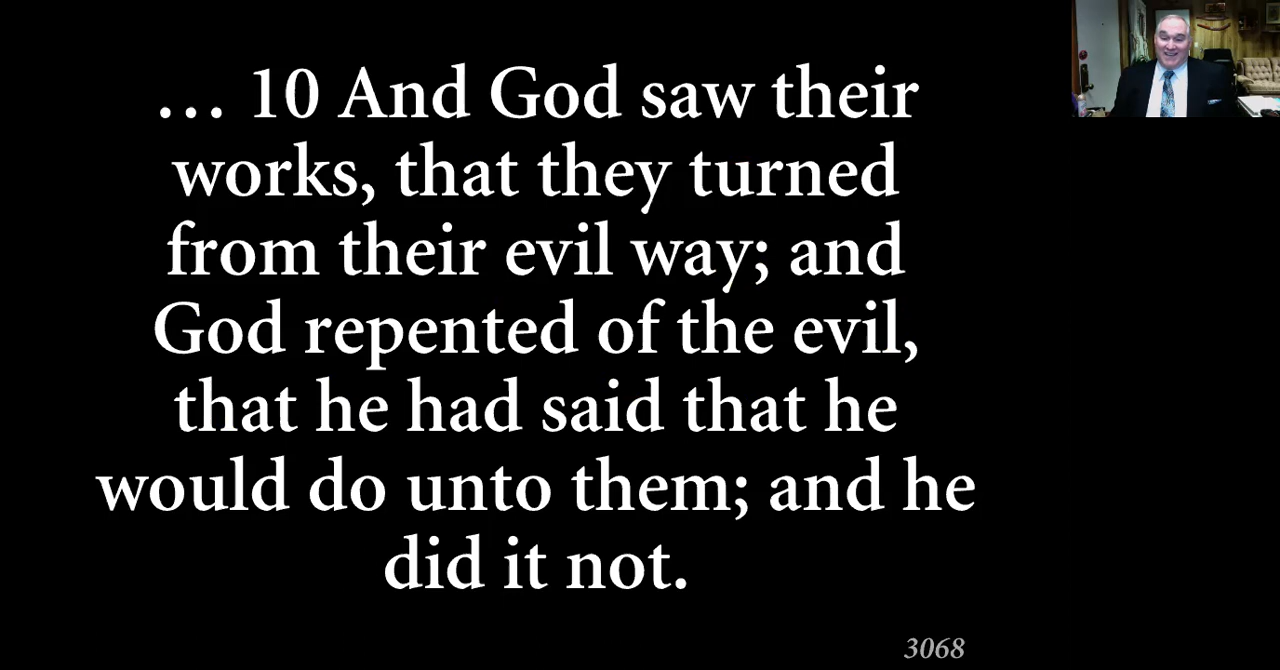 … 10 And God saw their
works, that they turned
from their evil way; and
God repented of the evil,
that he had said that he
would do unto them; and he
did it not.
3068